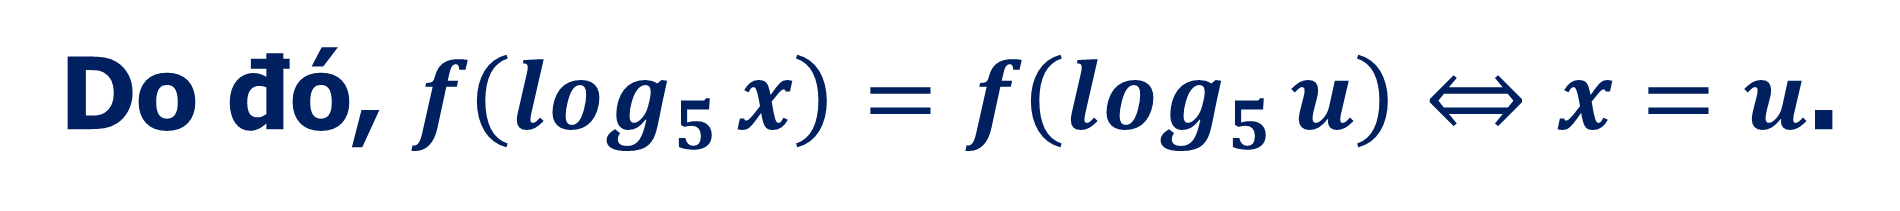 Do đó, f(log₅ x) = f(log₅ u) ⟺ x = u.